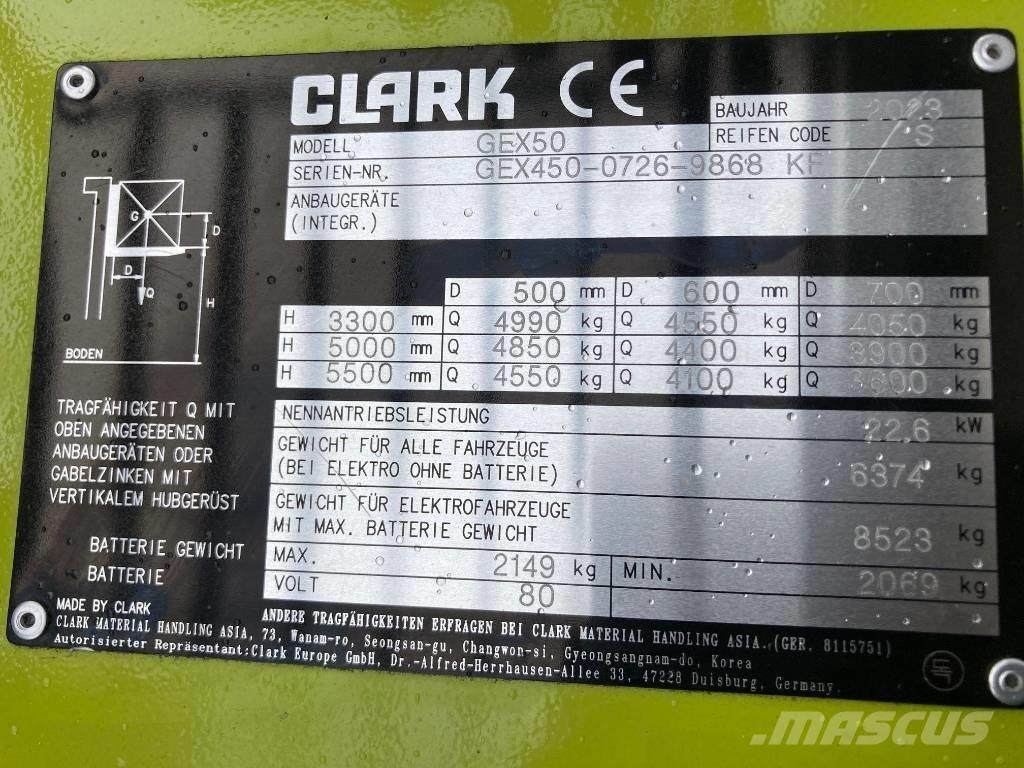 CLARK CE
BAUJAHR 2023
MODELL GEX50 REIFEN CODE S
SERIEN-NR. GEX450-0726-9868 KF
ANBAUGERÄTE
(INTEGR.)
G
D
D
Q
H
BODEN
D 500 mm D 600 mm D 700 mm
H 3300 mm Q 4990 kg Q 4550 kg Q 4050 kg
H 5000 mm Q 4850 kg Q 4400 kg Q 3900 kg
H 5500 mm Q 4550 kg Q 4100 kg Q 3600 kg
TRAGFÄHIGKEIT Q MIT
OBEN ANGEGEBENEN
ANBAUGERÄTEN ODER
GABELZINKEN MIT
VERTIKALEM HUBGERÜST
NENNANTRIEBSLEISTUNG 22.6 kW
GEWICHT FÜR ALLE FAHRZEUGE
(BEI ELEKTRO OHNE BATTERIE) 6374 kg
GEWICHT FÜR ELEKTROFAHRZEUGE
MIT MAX. BATTERIE GEWICHT 8523 kg
BATTERIE GEWICHT MAX. 2149 kg MIN. 2069 kg
BATTERIE VOLT 80
MADE BY CLARK
ANDERE TRAGFÄHIGKEITEN ERFRAGEN BEI CLARK MATERIAL HANDLING ASIA.(GER. 8115751)
CLARK MATERIAL HANDLING ASIA, 73, Wanam-ro, Seongsan-gu, Changwon-si, Gyeongsangnam-do, Korea
Autorisierter Repräsentant:Clark Europe GmbH, Dr.-Alfred-Herrhausen-Allee 33, 47228 Duisburg, Germany.
MASCUS